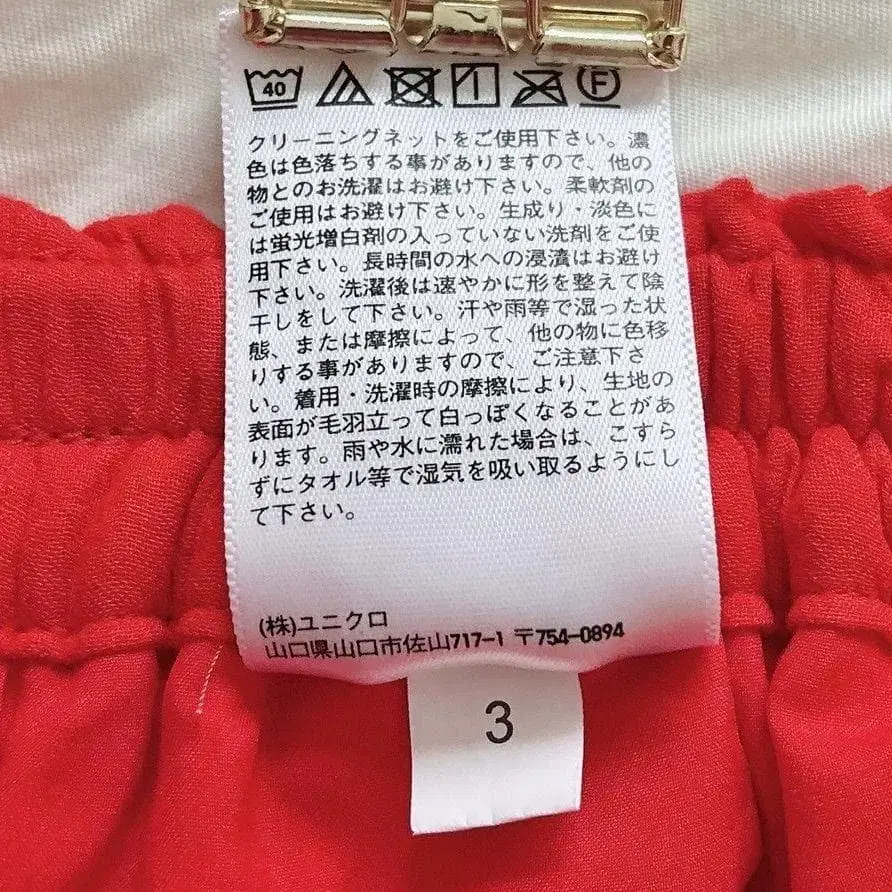 40 F
クリーニングネットをご使用下さい。濃
色は色落ちする事がありますので、他の
物とのお洗濯はお避け下さい。柔軟剤の
ご使用はお避け下さい。生成り・淡色に
は蛍光増白剤の入っていない洗剤をご使
用下さい。長時間の水への浸漬はお避け
下さい。洗濯後は速やかに形を整えて陰
干しをして下さい。汗や雨等で湿った状
態、または摩擦によって、他の物に色移
りする事がありますので、ご注意下さ
い。着用・洗濯時の摩擦により、生地の
表面が毛羽立って白っぽくなることがあ
ります。雨や水に濡れた場合は、こすら
ずにタオル等で湿気を吸い取るようにし
て下さい。
(株)ユニクロ
山口県山口市佐山717-1 〒754-0894
3